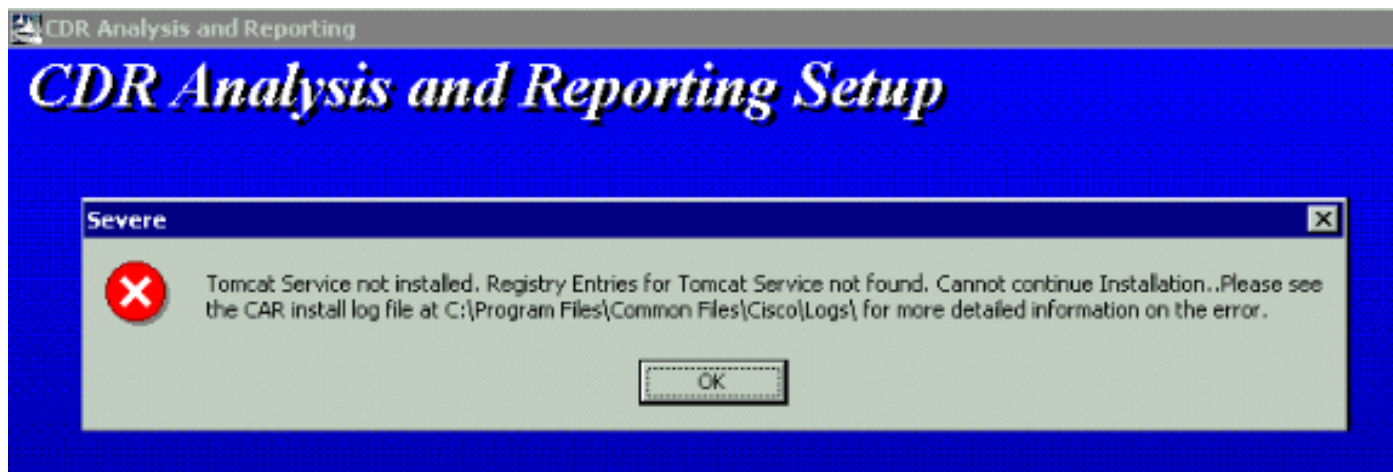 CDR Analysis and Reporting
CDR Analysis and Reporting Setup
Severe
Tomcat Service not installed. Registry Entries for Tomcat Service not found. Cannot continue Installation..Please see
the CAR install log file at C:\Program Files\Common Files\Cisco\Logs\ for more detailed information on the error.
OK